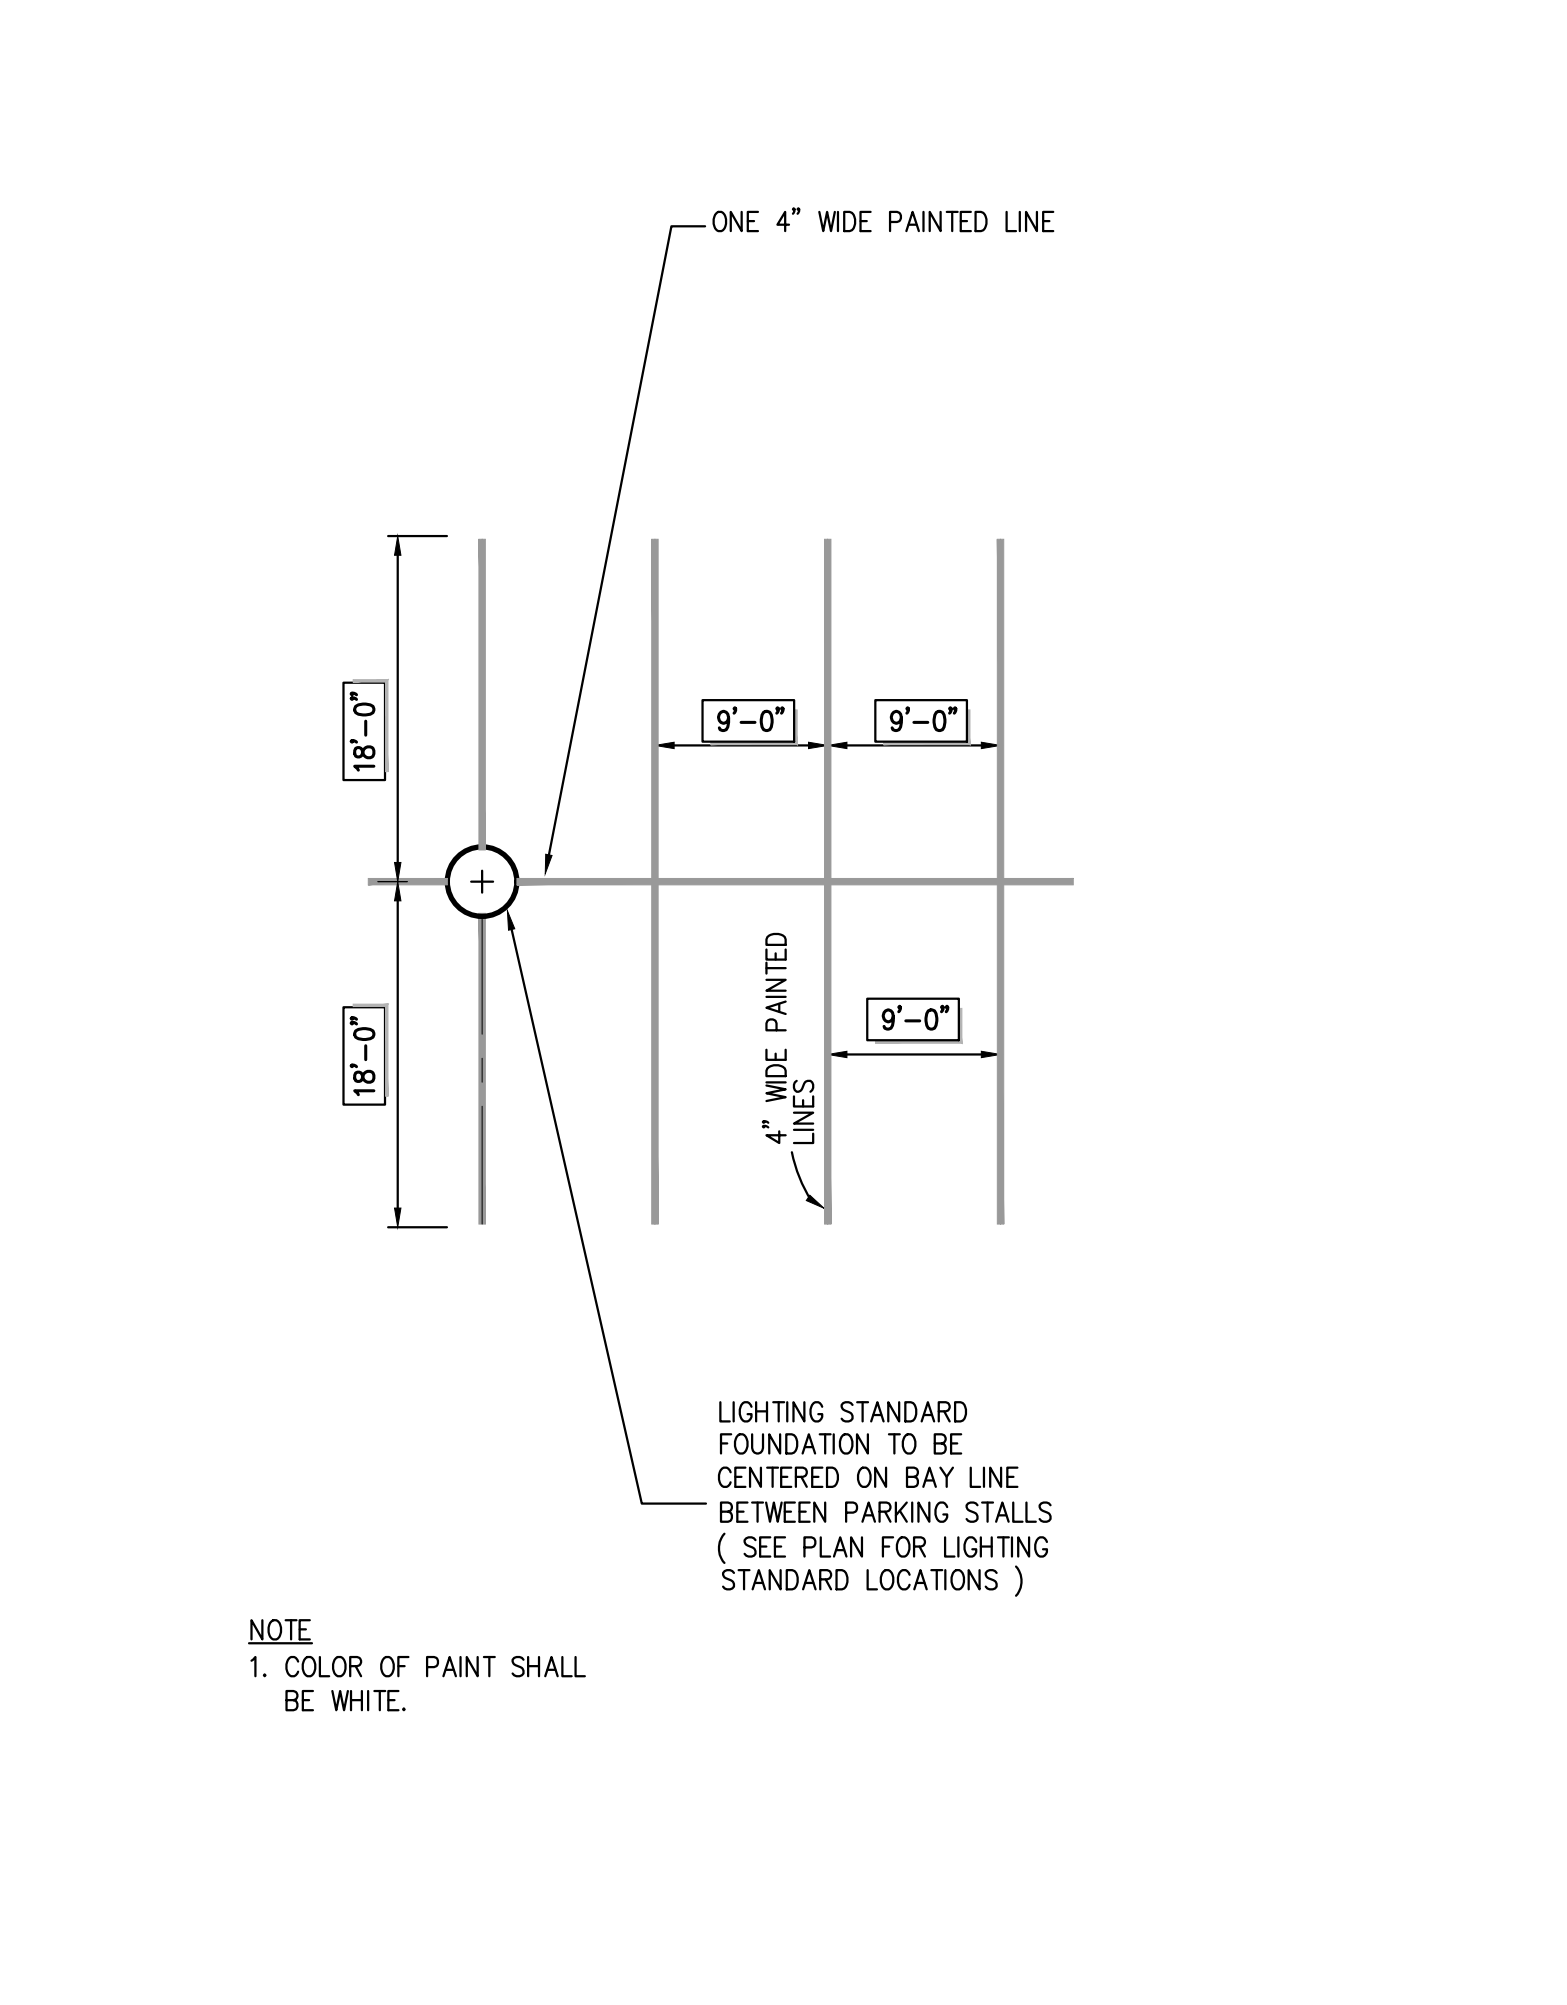 ONE 4" WIDE PAINTED LINE
18'-0"
9'-0"
9'-0"
18'-0"
9'-0"
4" WIDE PAINTED
LINES
LIGHTING STANDARD
FOUNDATION TO BE
CENTERED ON BAY LINE
BETWEEN PARKING STALLS
( SEE PLAN FOR LIGHTING
STANDARD LOCATIONS )
NOTE
1. COLOR OF PAINT SHALL
BE WHITE.